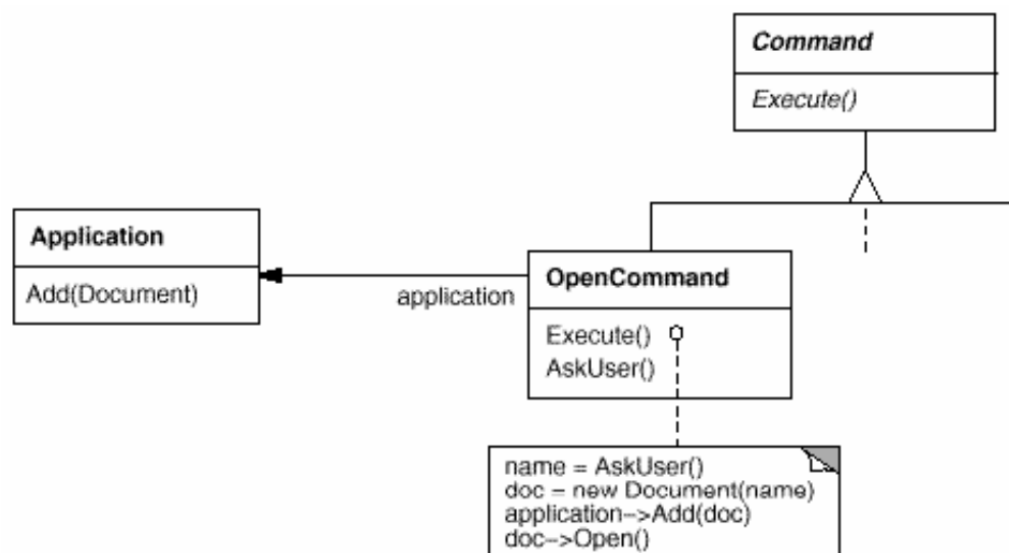 Command
Execute()
Application
Add(Document)
application
OpenCommand
Execute()
AskUser()
name = AskUser()
doc = new Document(name)
application->Add(doc)
doc->Open()